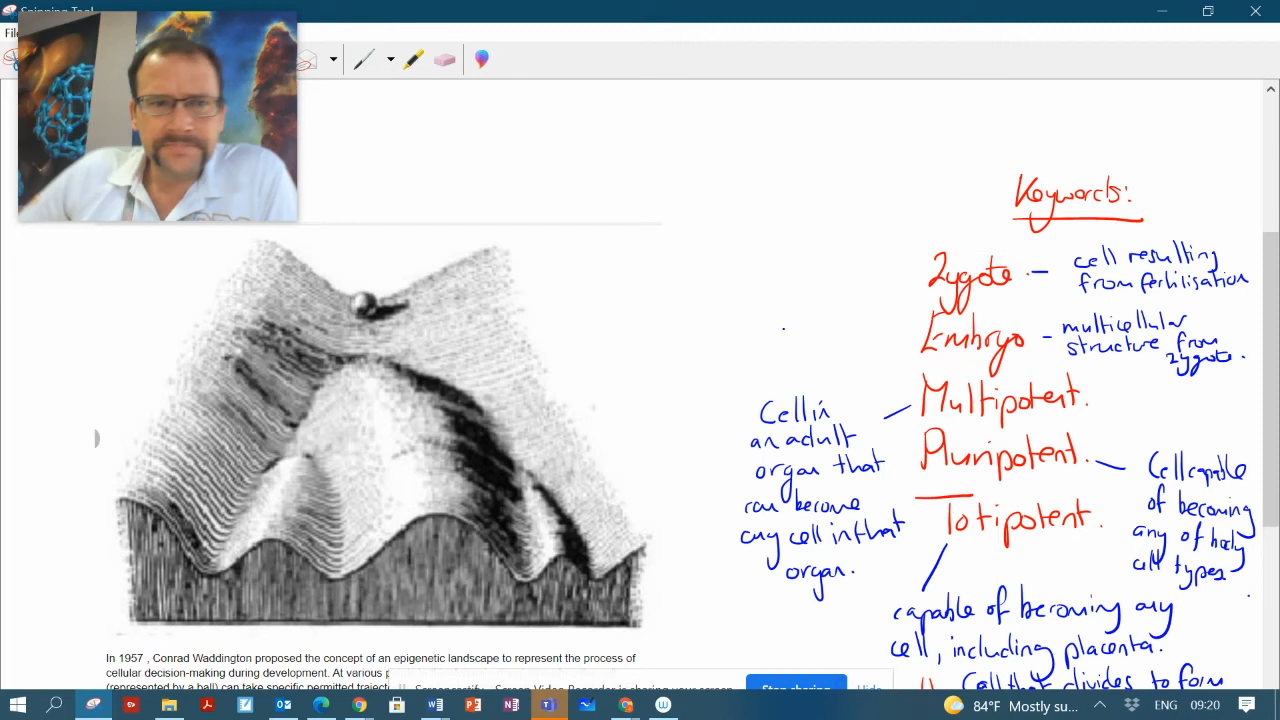 Snipping Tool
Keywords:
Zygote - cell resulting
from fertilisation
Embryo - multicellular
structure from
zygote.
Multipotent.
Cell in
an adult
organ that
can become
any cell in that
organ.
Pluripotent.
Cell capable
of becoming
any of body
cell types
Totipotent.
capable of becoming any
cell, including placenta.
Cell that divides to form
In 1957 , Conrad Waddington proposed the concept of an epigenetic landscape to represent the process of
cellular decision-making during development. At various
(represented by a ball) can take specific permitted
Stop sharing
Hide
84°F Mostly su...
ENG
09:20